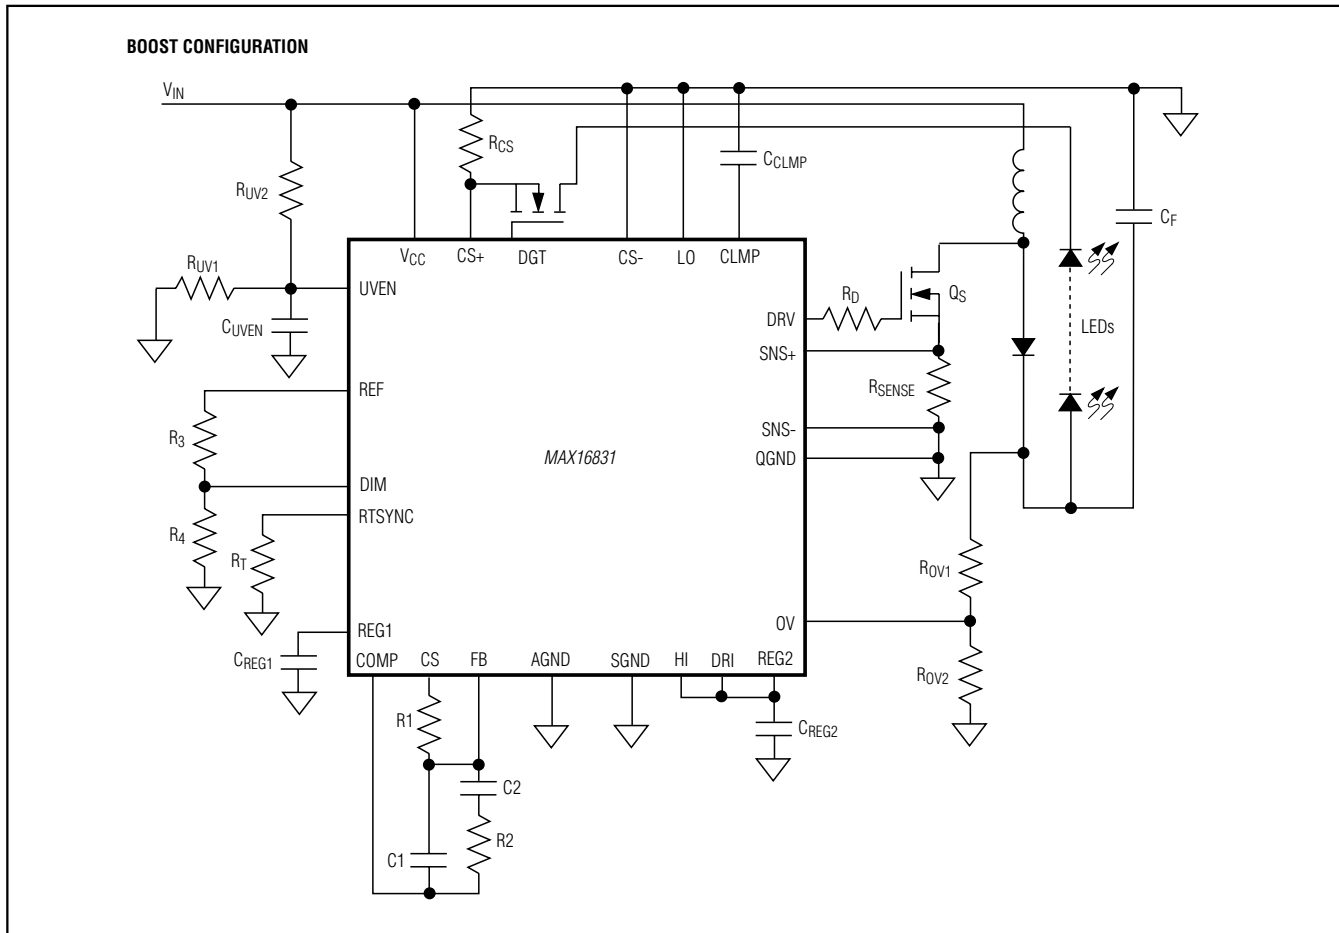 BOOST CONFIGURATION
VIN
RCS
CCLMP
RUV2
CF
VCC CS+ DGT CS- LO CLMP
RUV1
UVEN
CUVEN
RD
QS
DRV
LEDs
SNS+
REF
RSENSE
SNS-
R3
MAX16831
QGND
DIM
RTSYNC
R4
RT
ROV1
OV
REG1
CREG1
COMP CS FB AGND SGND HI DRI REG2
ROV2
R1
CREG2
C2
R2
C1